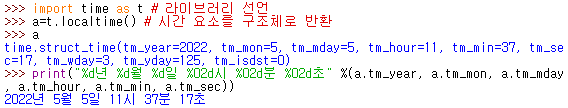 >>> import time as t # 라이브러리 선언
>>> a=t.localtime() # 시간 요소을 구조체로 반환
>>> a
time.struct_time(tm_year=2022, tm_mon=5, tm_mday=5, tm_hour=11, tm_min=37, tm_se
c=17, tm_wday=3, tm_yday=125, tm_isdst=0)
>>> print("%d년 %d월 %d일 %02d시 %02d분 %02d초" %(a.tm_year, a.tm_mon, a.tm_mday
, a.tm_hour, a.tm_min, a.tm_sec))
2022년 5월 5일 11시 37분 17초